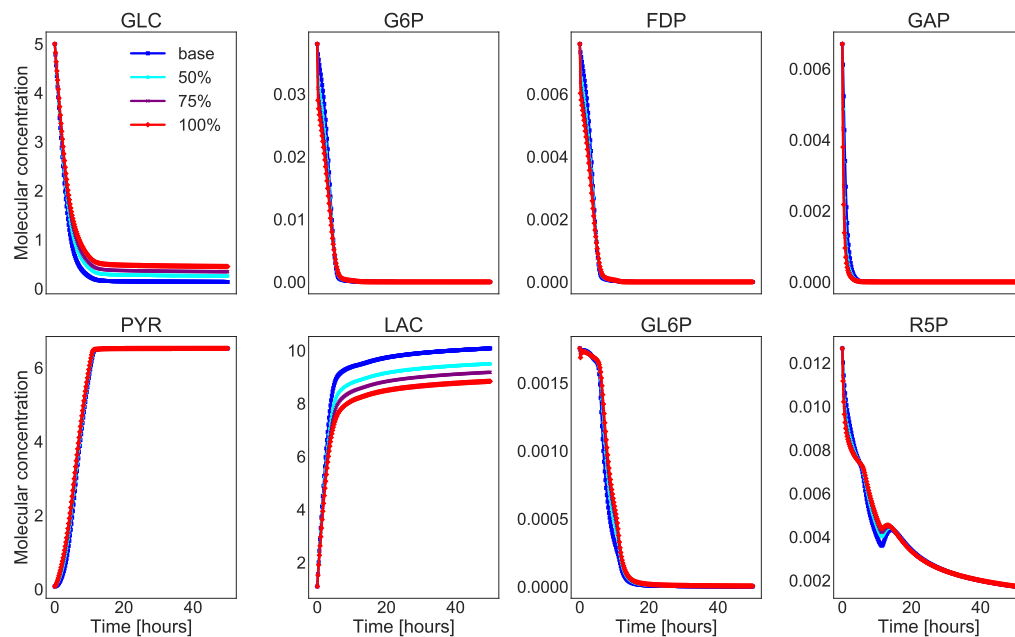 GLC
G6P
FDP
GAP
Molecular concentration
5
4
3
2
1
0
base
50%
75%
100%
0.03
0.02
0.01
0.00
0.006
0.004
0.002
0.000
0.006
0.004
0.002
0.000
PYR
LAC
GL6P
R5P
Molecular concentration
6
4
2
0
10
8
6
4
2
0.0015
0.0010
0.0005
0.0000
0.012
0.010
0.008
0.006
0.004
0.002
0 20 40
0 20 40
0 20 40
0 20 40
Time [hours]
Time [hours]
Time [hours]
Time [hours]